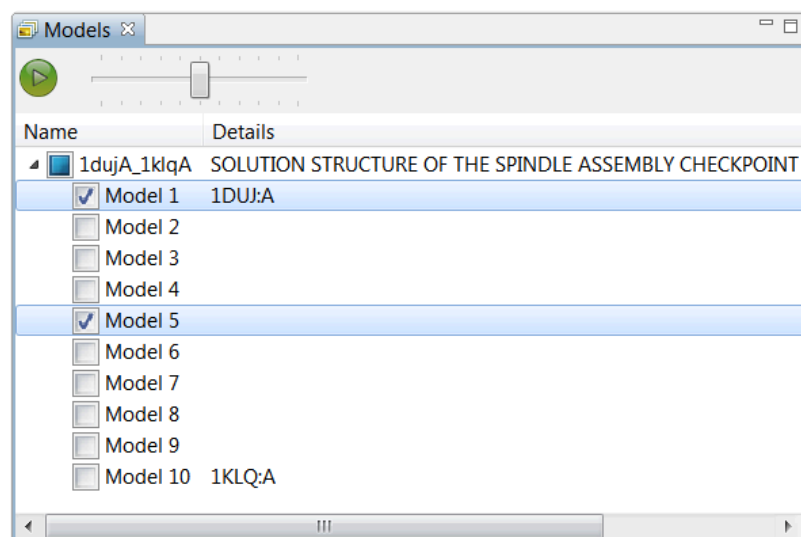 Models
Name Details
1dujA_1klqA SOLUTION STRUCTURE OF THE SPINDLE ASSEMBLY CHECKPOINT
Model 1 1DUJ:A
Model 2
Model 3
Model 4
Model 5
Model 6
Model 7
Model 8
Model 9
Model 10 1KLQ:A